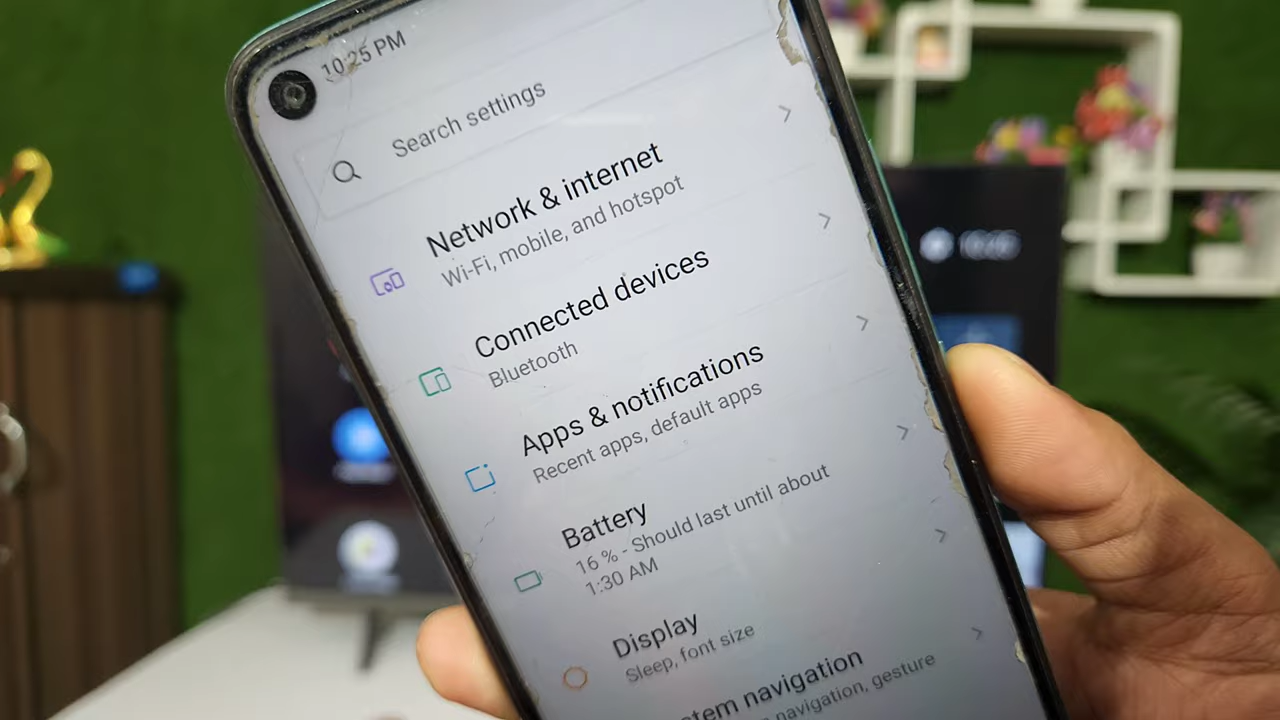 10:25 PM
Search settings
Network & internet
Wi-Fi, mobile, and hotspot
Connected devices
Bluetooth
Apps & notifications
Recent apps, default apps
Battery
16 % - Should last until about
1:30 AM
Display
Sleep, font size
navigation
navigation, gesture